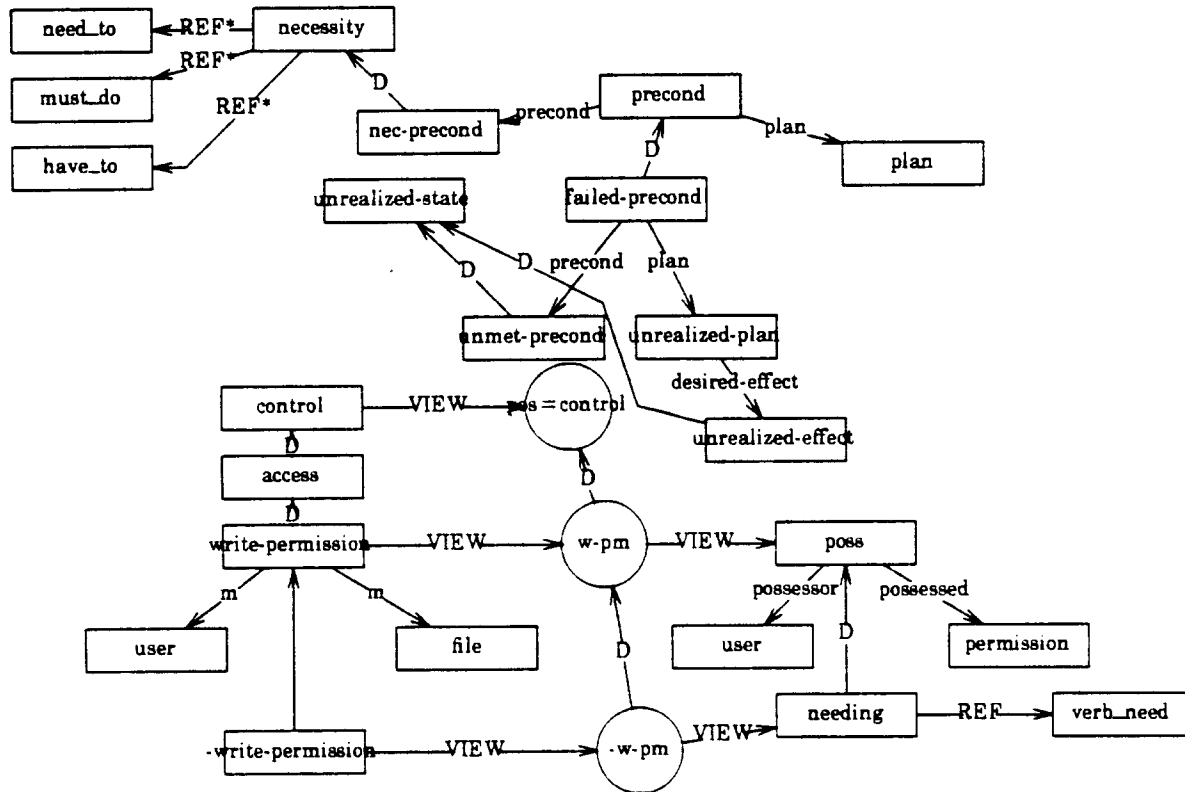 need_to
REF*
necessity
REF*
must_do
D
precond
precond
REF*
nec-precond
plan
have_to
D
plan
unrealized-state
failed-precond
D
D
precond
plan
unmet-precond
unrealized-plan
desired-effect
control
VIEW
pos=control
unrealized-effect
D
access
D
D
write-permission
VIEW
w-pm
VIEW
poss
m
m
possessor
possessed
user
file
D
user
D
permission
needing
REF
verb_need
-write-permission
VIEW
-w-pm
VIEW